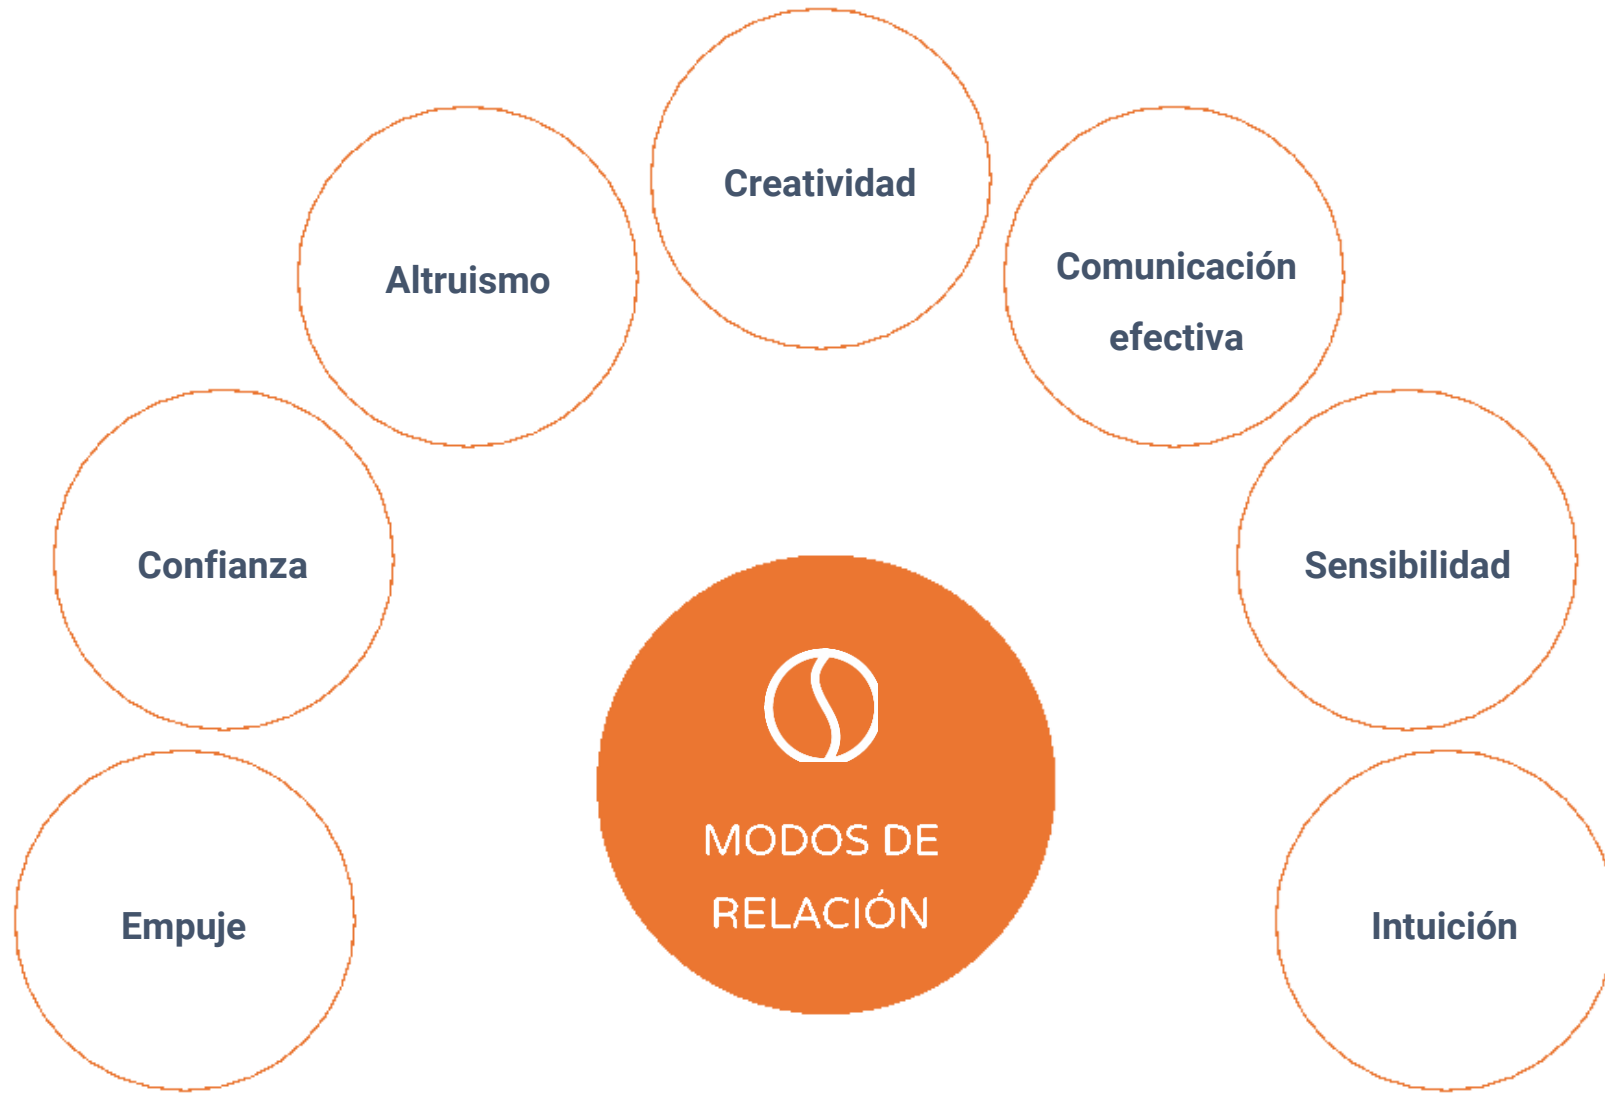 Creatividad
Altruismo
Comunicación
efectiva
Confianza
Sensibilidad
MODOS DE
RELACIÓN
Empuje
Intuición